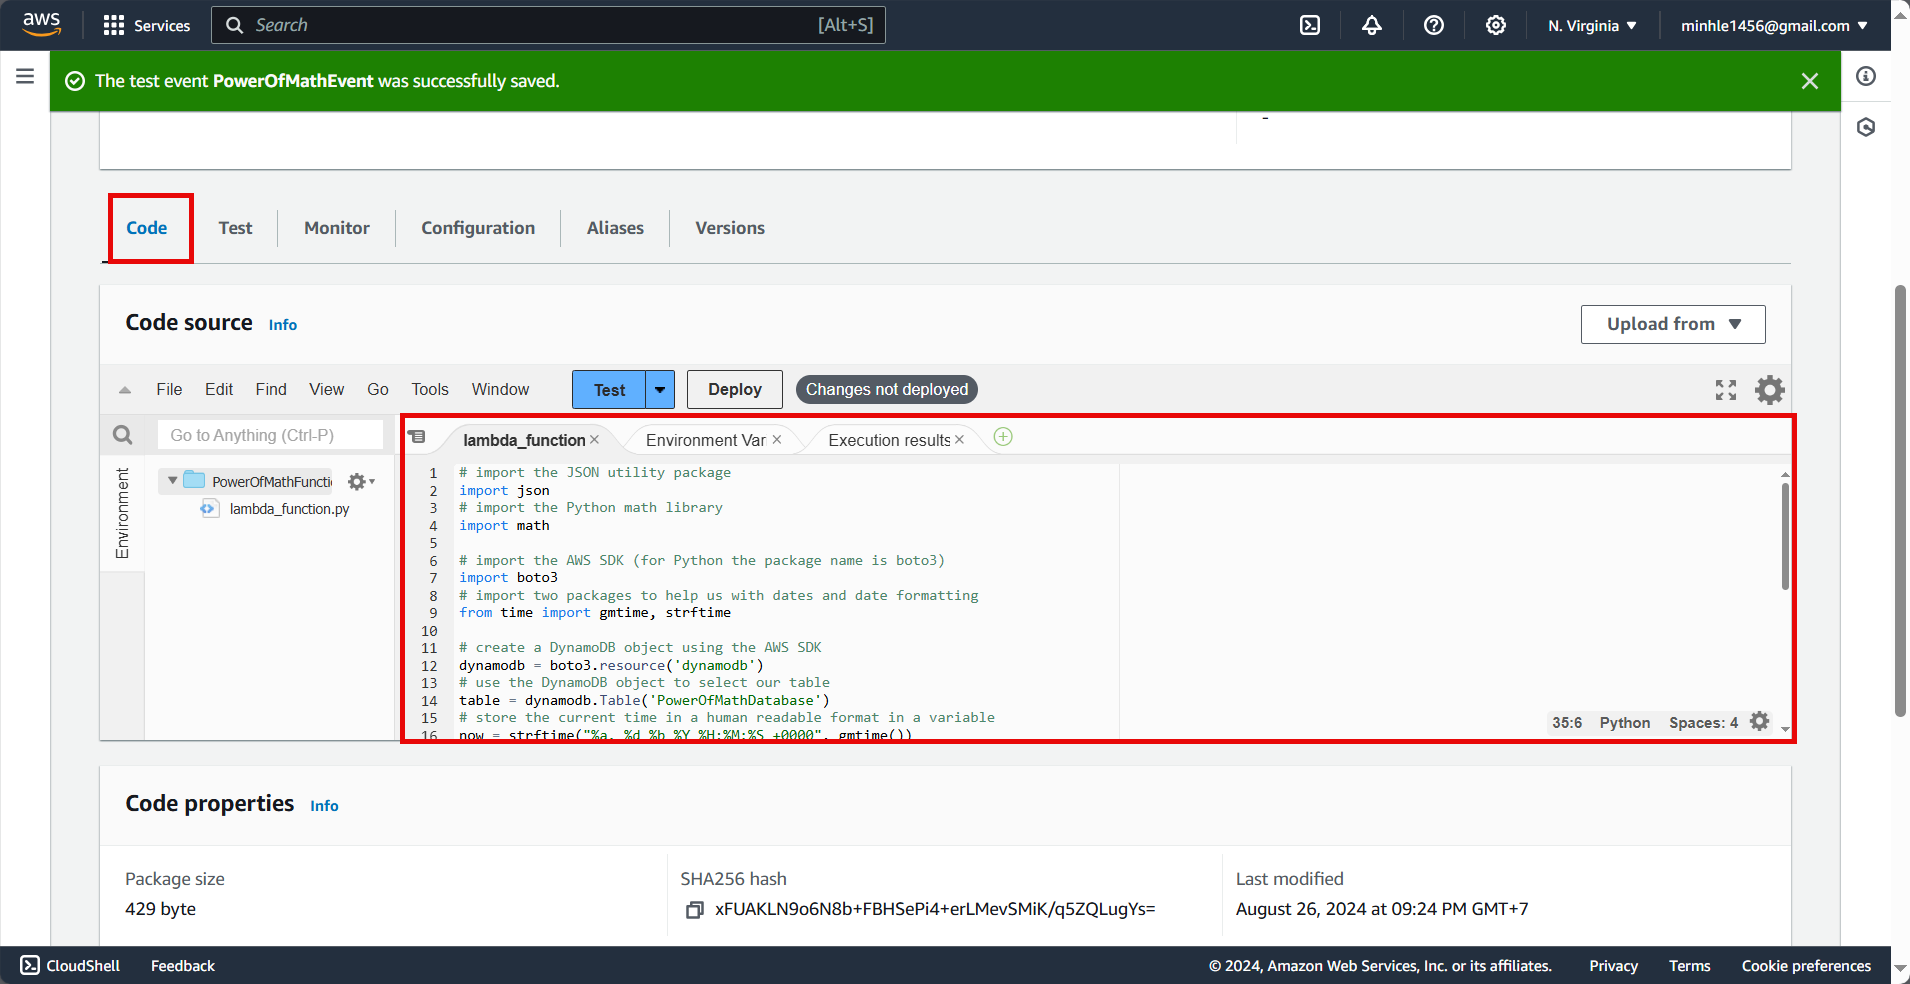 aws Services Search [Alt+S] N. Virginia minhle1456@gmail.com
The test event PowerOfMathEvent was successfully saved.
-
Code Test Monitor Configuration Aliases Versions
Code source Info Upload from
File Edit Find View Go Tools Window Test Deploy Changes not deployed
Go to Anything (Ctrl-P) lambda_function Environment Var Execution results
Environment
PowerOfMathFuncti
lambda_function.py
1 # import the JSON utility package
2 import json
3 # import the Python math library
4 import math
5
6 # import the AWS SDK (for Python the package name is boto3)
7 import boto3
8 # import two packages to help us with dates and date formatting
9 from time import gmtime, strftime
10
11 # create a DynamoDB object using the AWS SDK
12 dynamodb = boto3.resource('dynamodb')
13 # use the DynamoDB object to select our table
14 table = dynamodb.Table('PowerOfMathDatabase')
15 # store the current time in a human readable format in a variable
16 now = strftime("%a, %d %b %Y %H:%M:%S +0000", gmtime())
35:6 Python Spaces: 4
Code properties Info
Package size
429 byte
SHA256 hash
xFUAKLN9o6N8b+FBHSePi4+erLMevSMiK/q5ZQLugYs=
Last modified
August 26, 2024 at 09:24 PM GMT+7
CloudShell Feedback © 2024, Amazon Web Services, Inc. or its affiliates. Privacy Terms Cookie preferences